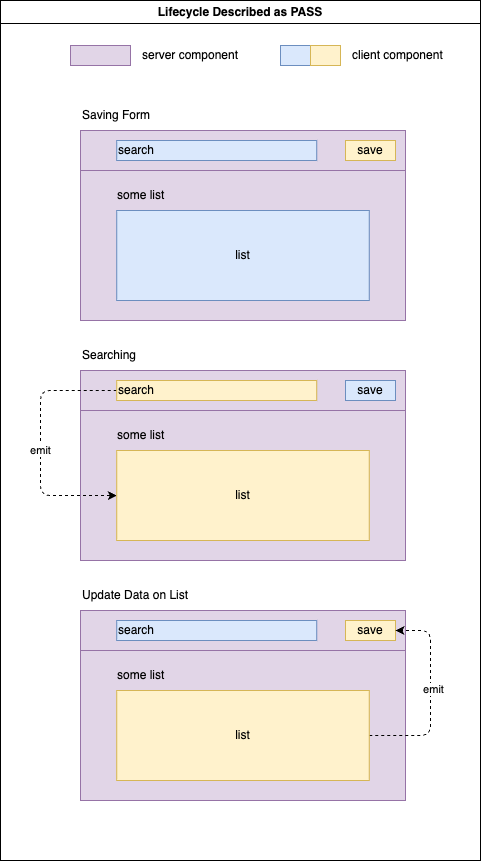 Lifecycle Described as PASS
server component
client component
Saving Form
search
save
some list
list
Searching
search
save
emit
some list
list
Update Data on List
search
save
some list
emit
list